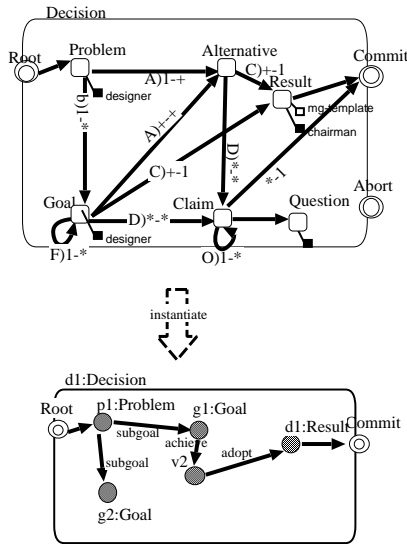 Decision
Root
Problem
Alternative
Commit
A)1-+
C)+-1
Result
designer
b)1-*
A)+-+
mg-template
chairman
C)+-1
D)*-*
*-1
Goal
D)*-*
Claim
Question
Abort
designer
F)1-*
O)1-*
instantiate
d1:Decision
Root
p1:Problem
g1:Goal
subgoal
achieve
d1:Result
Commit
subgoal
v2
adopt
g2:Goal